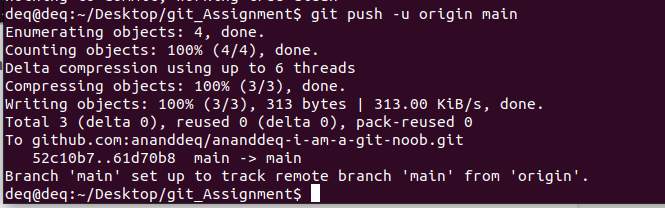 deq@deq:~/Desktop/git_Assignment$ git push -u origin main
Enumerating objects: 4, done.
Counting objects: 100% (4/4), done.
Delta compression using up to 6 threads
Compressing objects: 100% (3/3), done.
Writing objects: 100% (3/3), 313 bytes | 313.00 KiB/s, done.
Total 3 (delta 0), reused 0 (delta 0), pack-reused 0
To github.com:ananddeq/ananddeq-i-am-a-git-noob.git
   52c10b7..61d70b8  main -> main
Branch 'main' set up to track remote branch 'main' from 'origin'.
deq@deq:~/Desktop/git_Assignment$